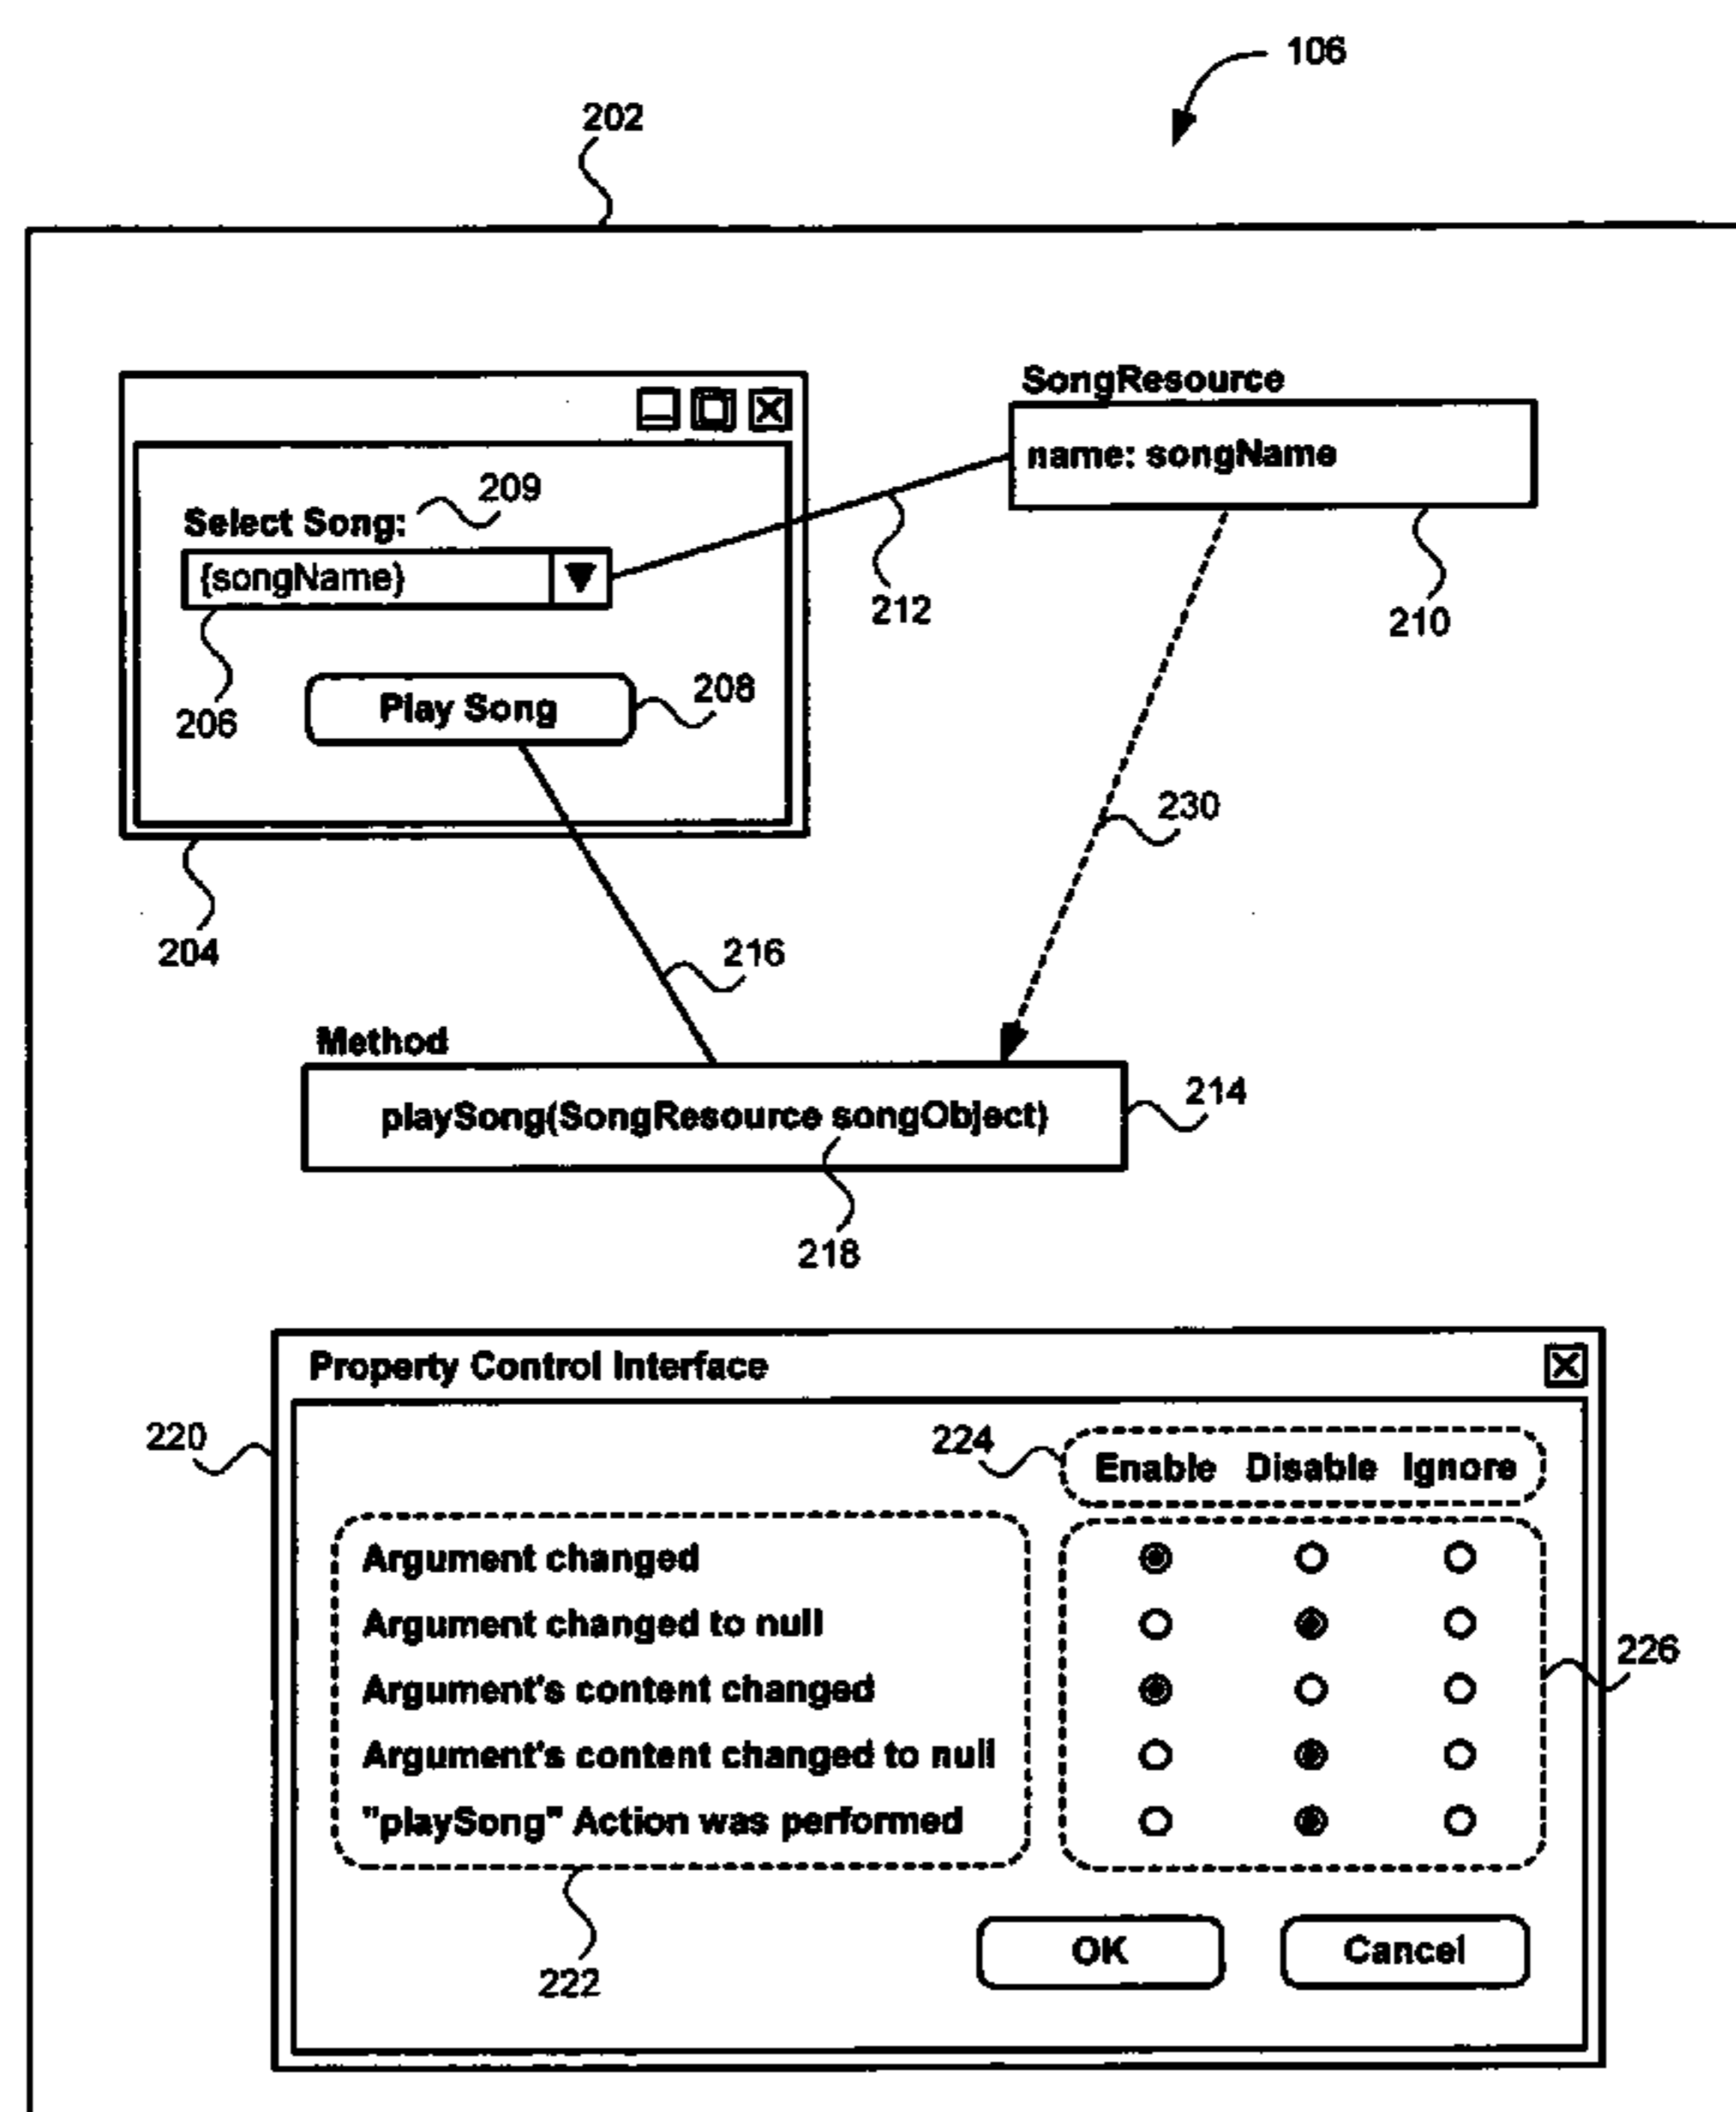 106
202
SongResource
name: songName
209
Select Song:
{songName}
212
210
206
Play Song
208
230
204
216
Method
playSong(SongResource songObject)
214
218
Property Control Interface
220
224
Enable Disable Ignore
Argument changed
Argument changed to null
226
Argument's content changed
Argument's content changed to null
"playSong" Action was performed
OK
Cancel
222